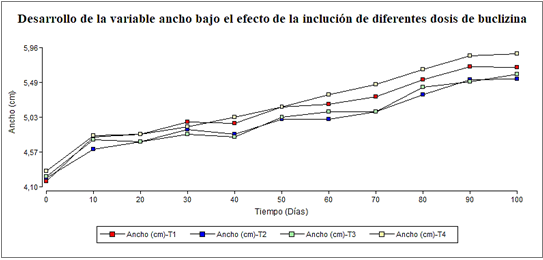 Desarrollo de la variable ancho bajo el efecto de la inclución de diferentes dosis de buclizina
5,96
5,49
5,03
4,57
4,10
Ancho (cm)
0 10 20 30 40 50 60 70 80 90 100
Tiempo (Días)
Ancho (cm)-T1 Ancho (cm)-T2 Ancho (cm)-T3 Ancho (cm)-T4